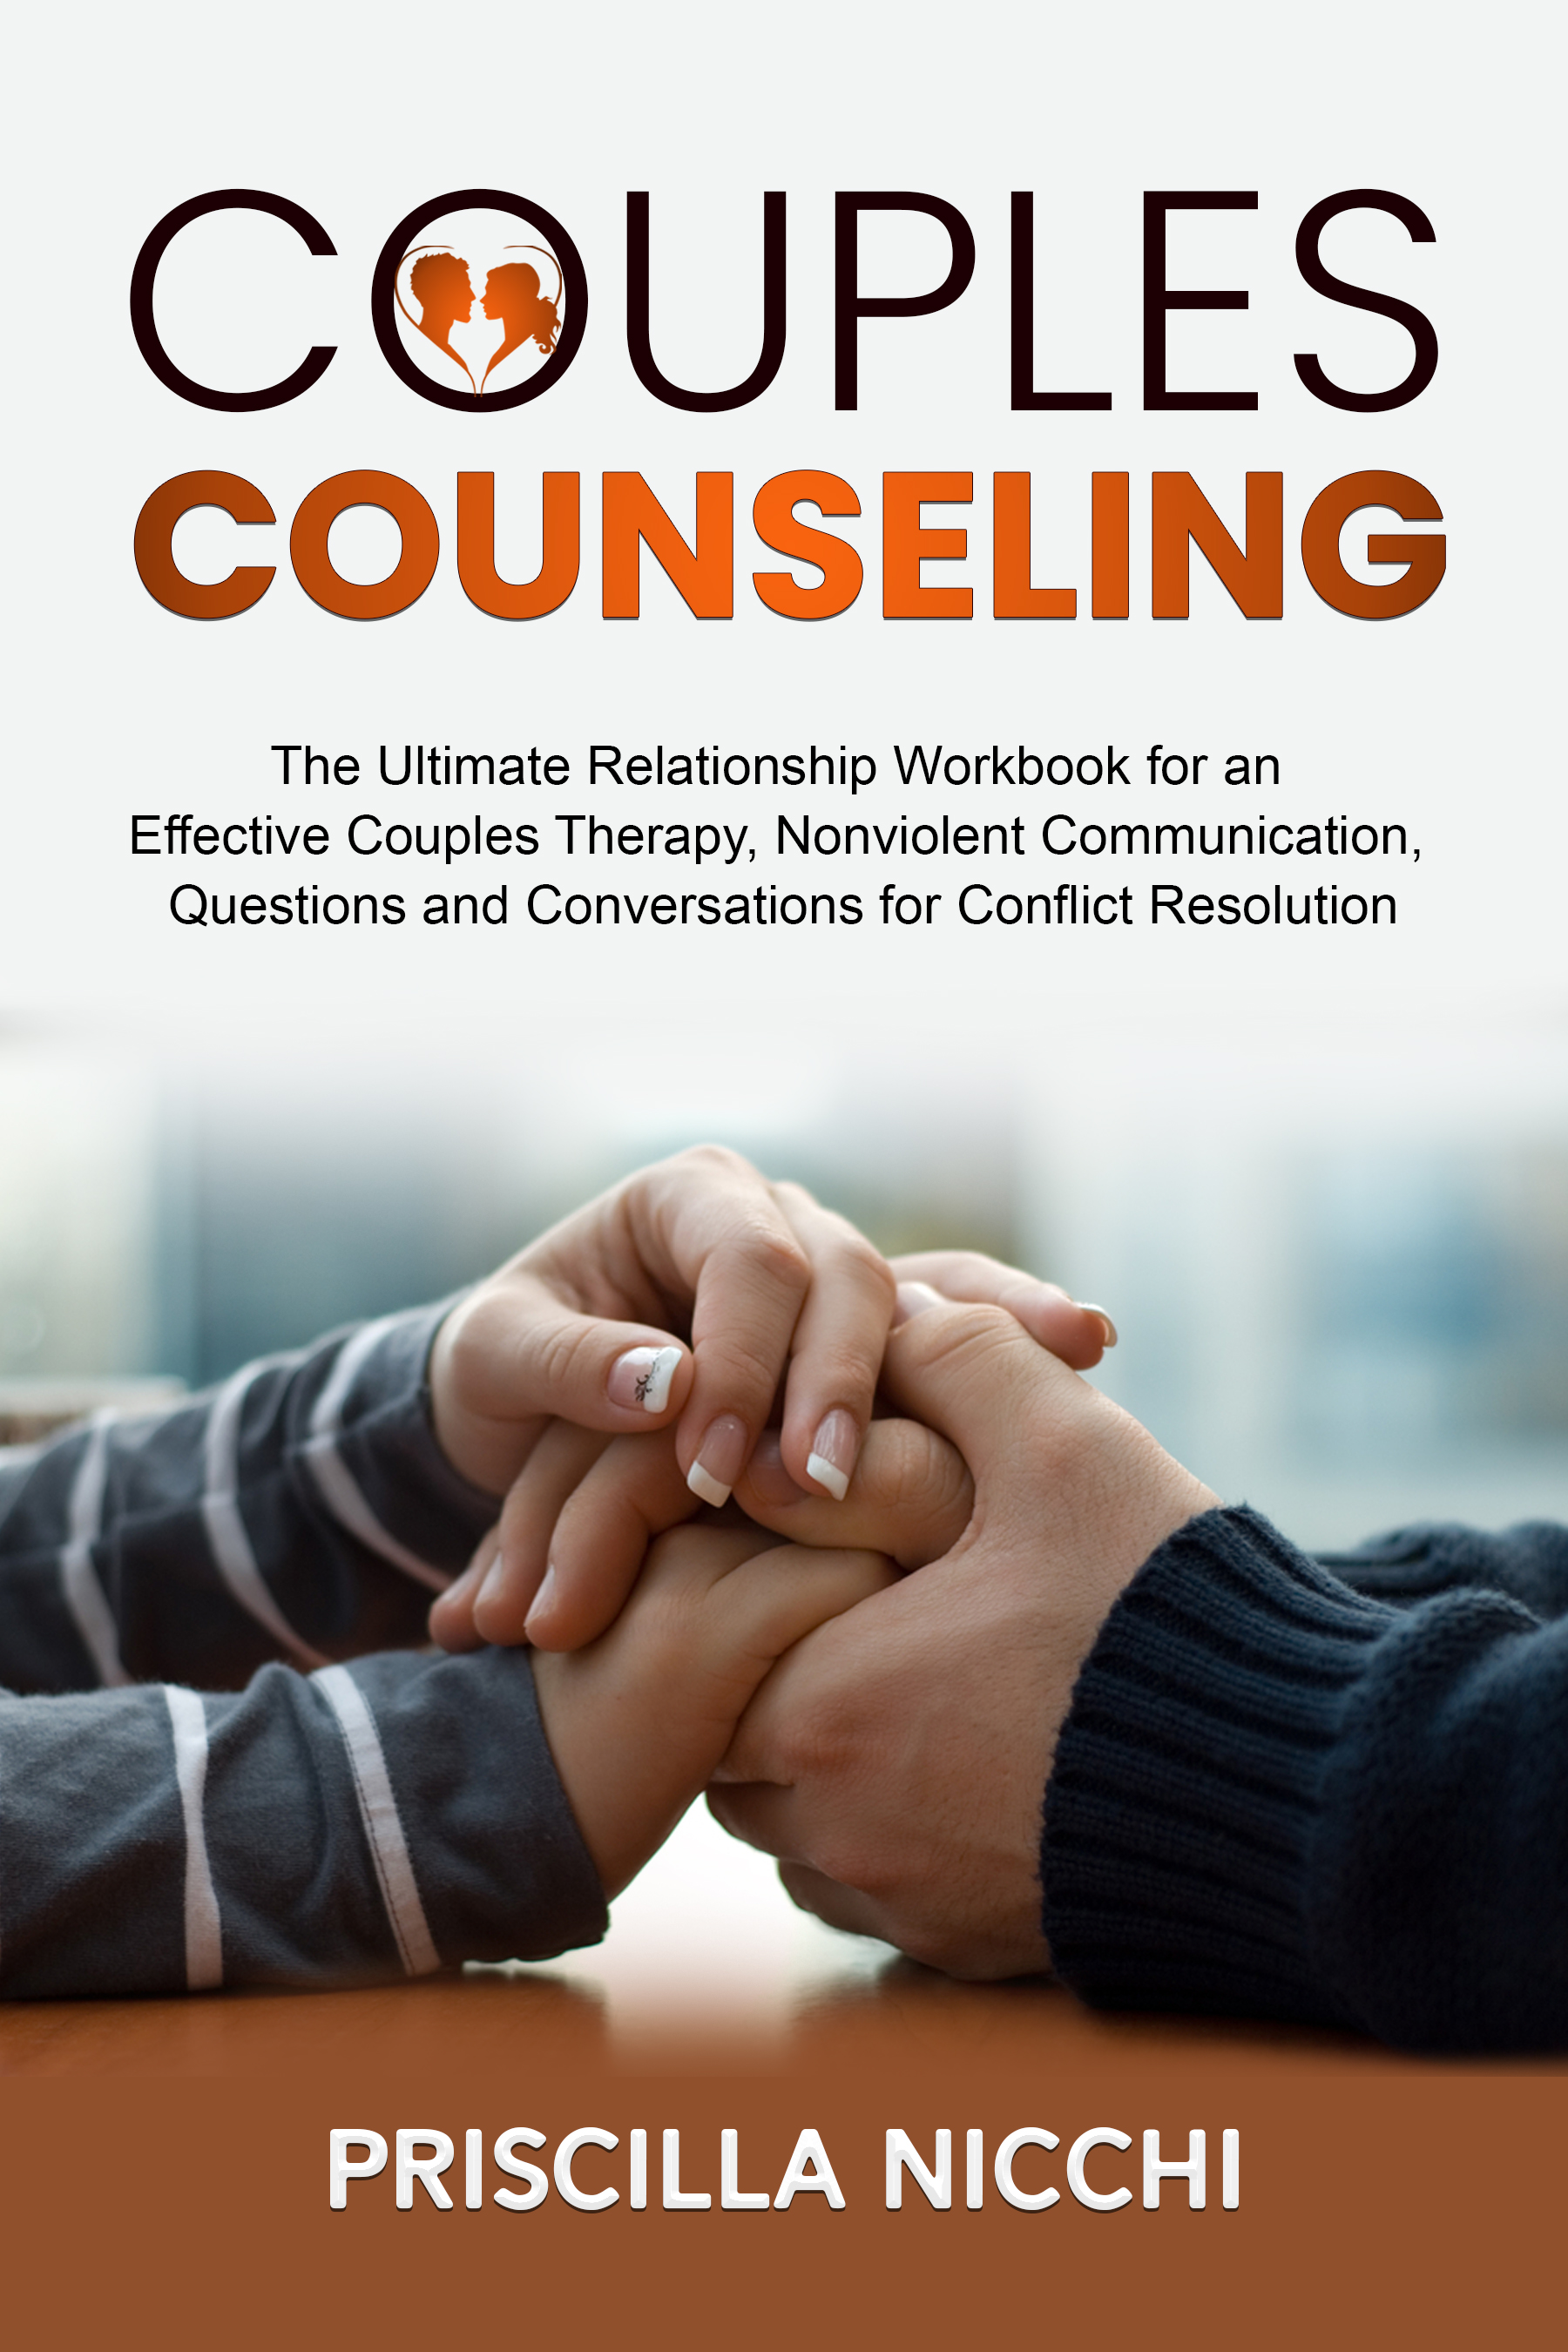 COUPLES
COUNSELING
The Ultimate Relationship Workbook for an
Effective Couples Therapy, Nonviolent Communication,
Questions and Conversations for Conflict Resolution
PRISCILLA NICCHI